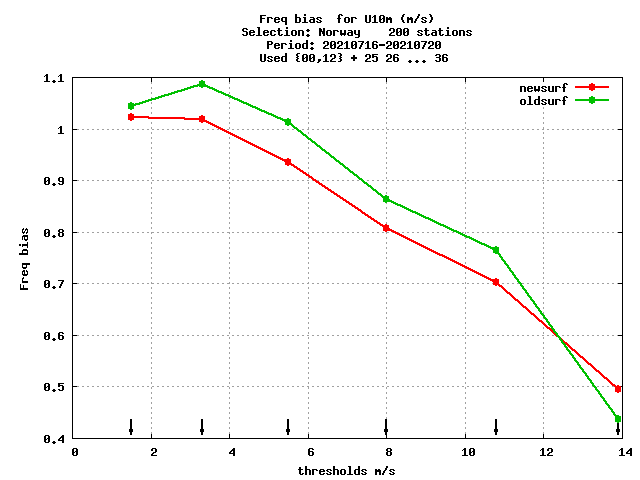 Freq bias  for U10m (m/s)
Selection: Norway    200 stations
Period: 20210716-20210720
Used {00,12} + 25 26 ... 36
newsurf
oldsurf
1.1
1
0.9
0.8
0.7
0.6
0.5
0.4
Freq bias
0 2 4 6 8 10 12 14
thresholds m/s